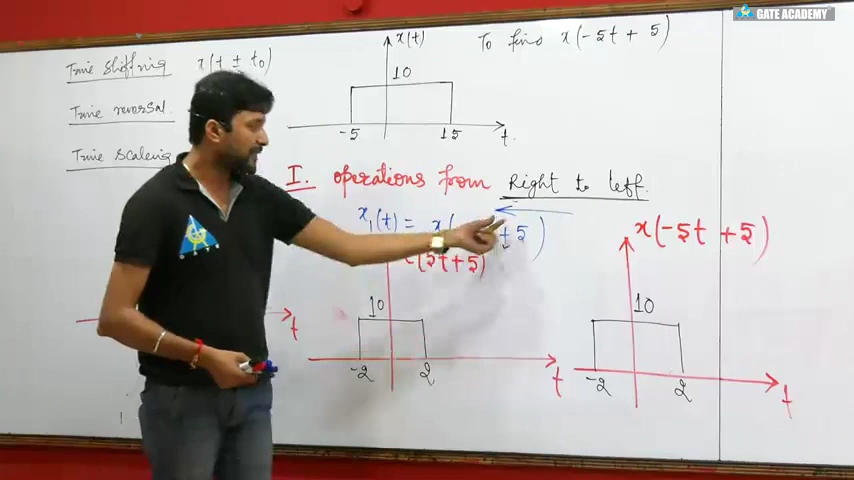 GATE ACADEMY
Time shifting x(t ± t₀)
Time reversal
Time scaling
x(t)
10
-5 15 t
To find x(-5t + 5)
I. operations from Right to left
x₁(t) = x( + 5)
(5t+5)
10
-2 2 t
x(-5t + 5)
10
-2 2 t
t